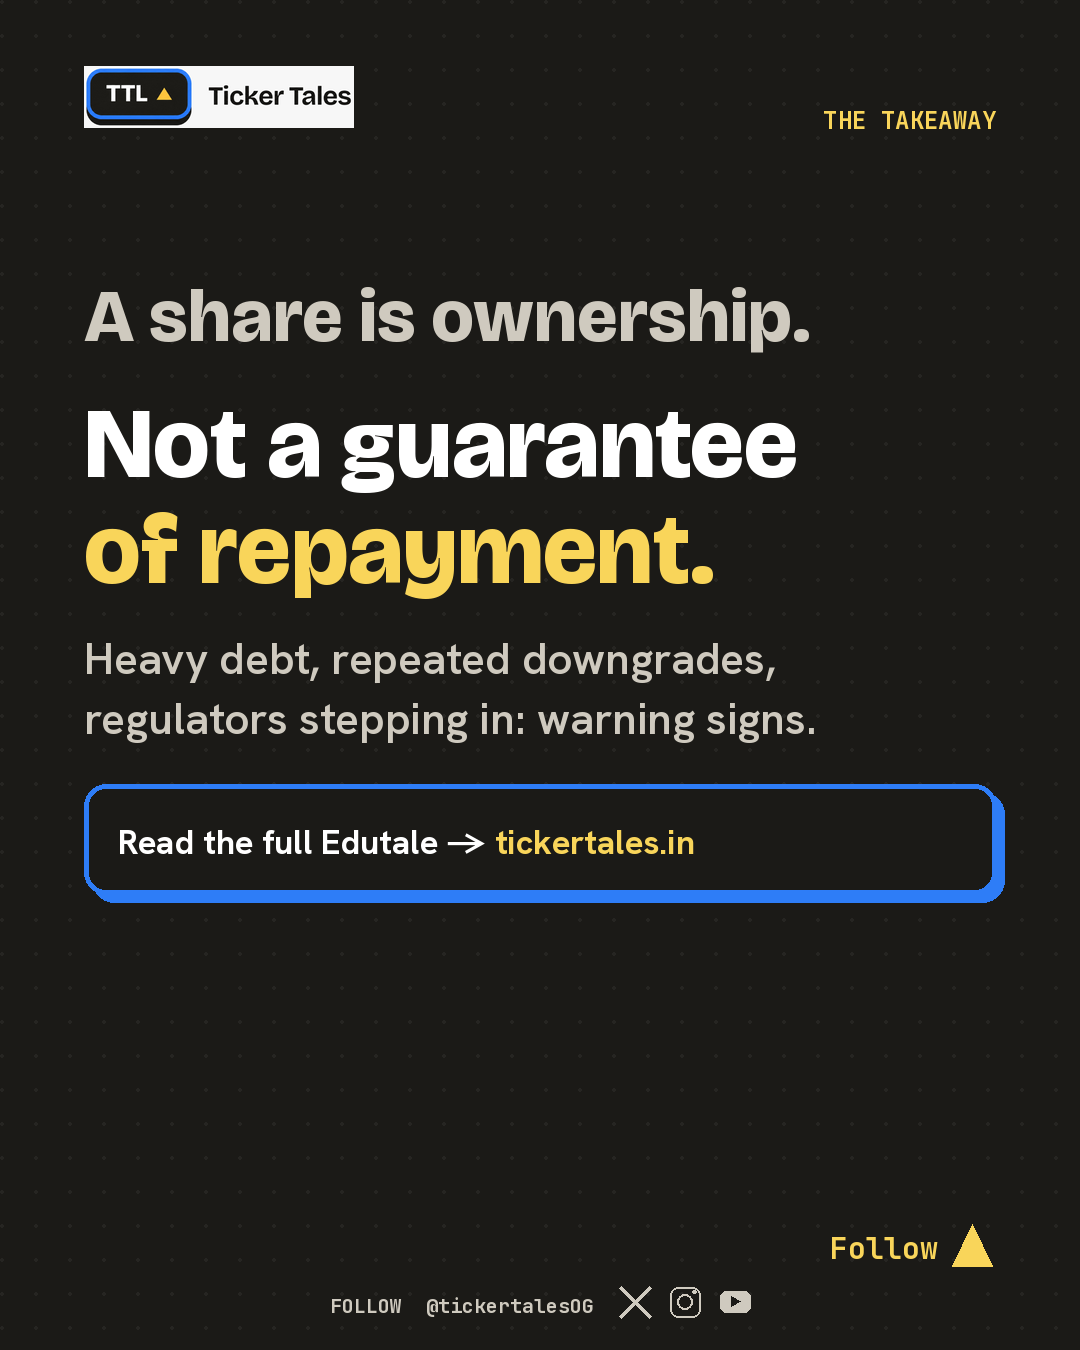 TTL ▲ Ticker Tales
THE TAKEAWAY
A share is ownership.
Not a guarantee
of repayment.
Heavy debt, repeated downgrades,
regulators stepping in: warning signs.
Read the full Edutale → tickertales.in
Follow ▲
FOLLOW @tickertalesOG